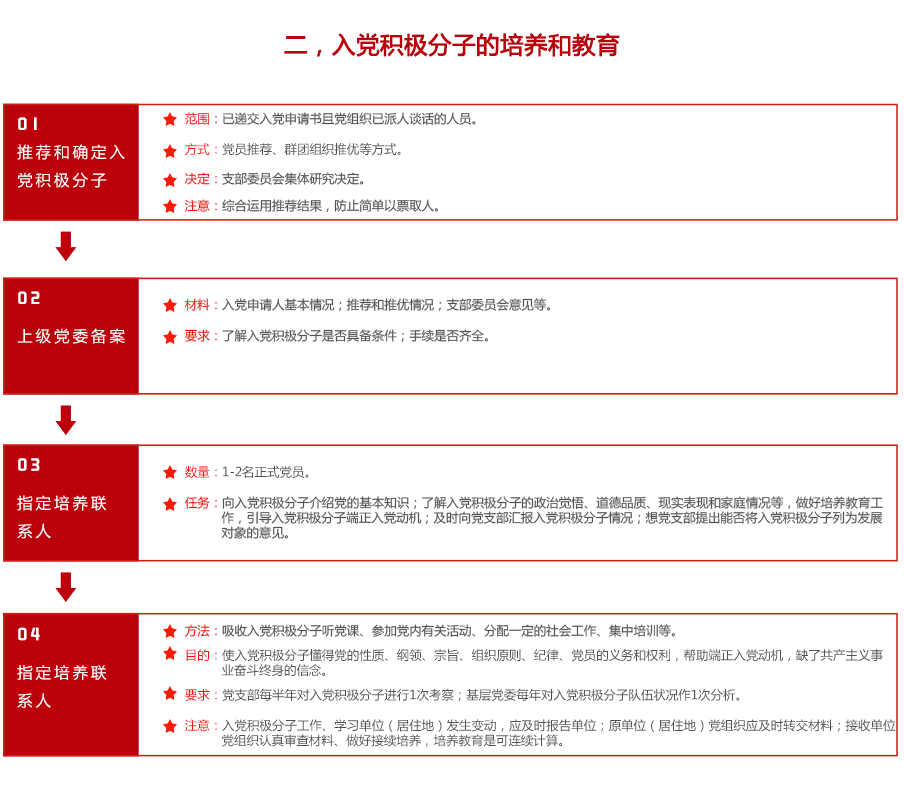 二，入党积极分子的培养和教育
01
推荐和确定入
党积极分子
范围：已递交入党申请书且党组织已派人谈话的人员。
方式：党员推荐、群团组织推优等方式。
决定：支部委员会集体研究决定。
注意：综合运用推荐结果，防止简单以票取人。
02
上级党委备案
材料：入党申请人基本情况；推荐和推优情况；支部委员会意见等。
要求：了解入党积极分子是否具备条件；手续是否齐全。
03
指定培养联
系人
数量：1-2名正式党员。
任务：向入党积极分子介绍党的基本知识；了解入党积极分子的政治觉悟、道德品质、现实表现和家庭情况等，做好培养教育工
作，引导入党积极分子端正入党动机；及时向党支部汇报入党积极分子情况；想党支部提出能否将入党积极分子列为发展
对象的意见。
04
指定培养联
系人
方法：吸收入党积极分子听党课、参加党内有关活动、分配一定的社会工作、集中培训等。
目的：使入党积极分子懂得党的性质、纲领、宗旨、组织原则、纪律、党员的义务和权利，帮助端正入党动机，缺了共产主义事
业奋斗终身的信念。
要求：党支部每半年对入党积极分子进行1次考察；基层党委每年对入党积极分子队伍状况作1次分析。
注意：入党积极分子工作、学习单位（居住地）发生变动，应及时报告单位；原单位（居住地）党组织应及时转交材料；接收单位
党组织认真审查材料、做好接续培养，培养教育是可连续计算。